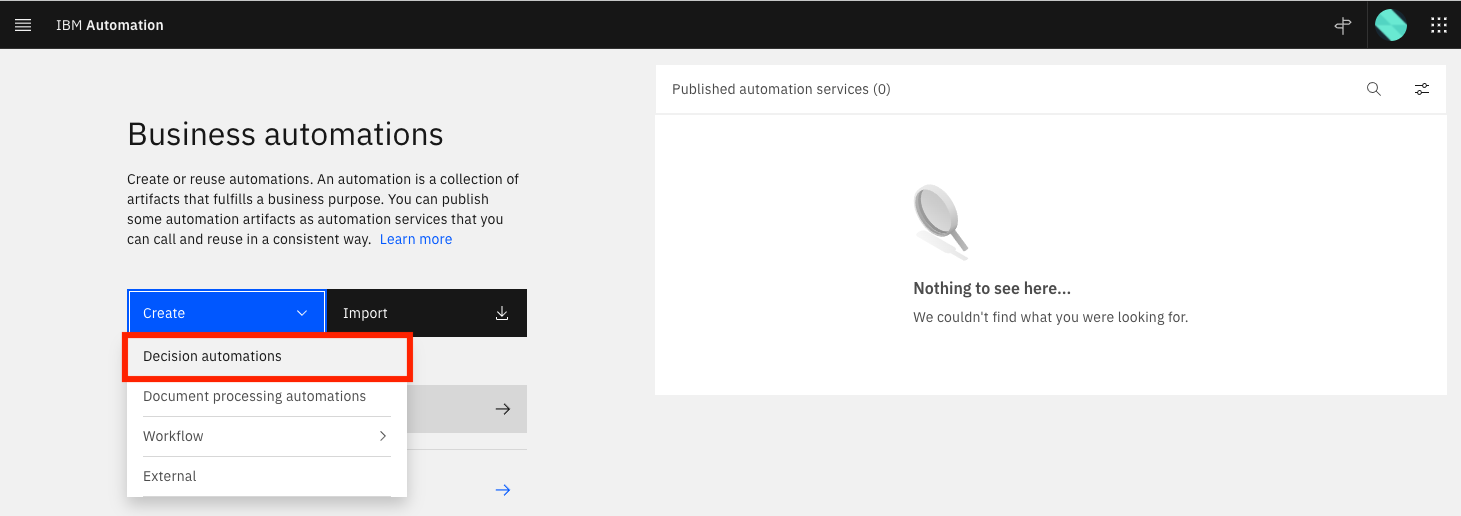 IBM Automation
Published automation services (0)
Business automations
Create or reuse automations. An automation is a collection of
artifacts that fulfills a business purpose. You can publish
some automation artifacts as automation services that you
can call and reuse in a consistent way. Learn more
Nothing to see here...
We couldn't find what you were looking for.
Create
Import
Decision automations
Document processing automations
Workflow
External